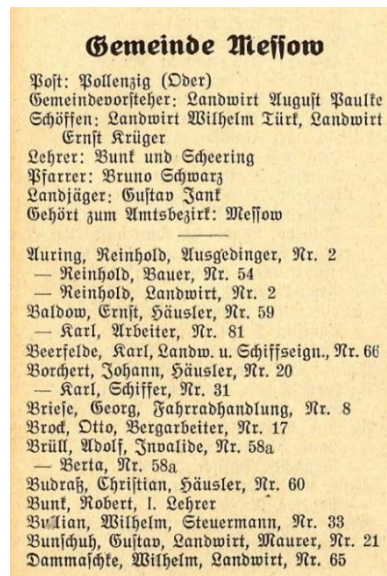 Gemeinde Messow
Post: Pollenzig (Oder)
Gemeindevorsteher: Landwirt August Paulke
Schöffen: Landwirt Wilhelm Türk, Landwirt
Ernst Krüger
Lehrer: Bunk und Scheering
Pfarrer: Bruno Schwarz
Landjäger: Gustav Jank
Gehört zum Amtsbezirk: Messow
Auring, Reinhold, Ausgedinger, Nr. 2
— Reinhold, Bauer, Nr. 54
— Reinhold, Landwirt, Nr. 2
Baldow, Ernst, Häusler, Nr. 59
— Karl, Arbeiter, Nr. 81
Beerfelde, Karl, Landw. u. Schiffseign., Nr. 66
Borchert, Johann, Häusler, Nr. 20
— Karl, Schiffer, Nr. 31
Briese, Georg, Fahrradhandlung, Nr. 8
Brock, Otto, Bergarbeiter, Nr. 17
Brüll, Adolf, Invalide, Nr. 58a
— Berta, Nr. 58a
Budraß, Christian, Häusler, Nr. 60
Bunk, Robert, I. Lehrer
Bulian, Wilhelm, Steuermann, Nr. 33
Bunschuh, Gustav, Landwirt, Maurer, Nr. 21
Dammaschke, Wilhelm, Landwirt, Nr. 65